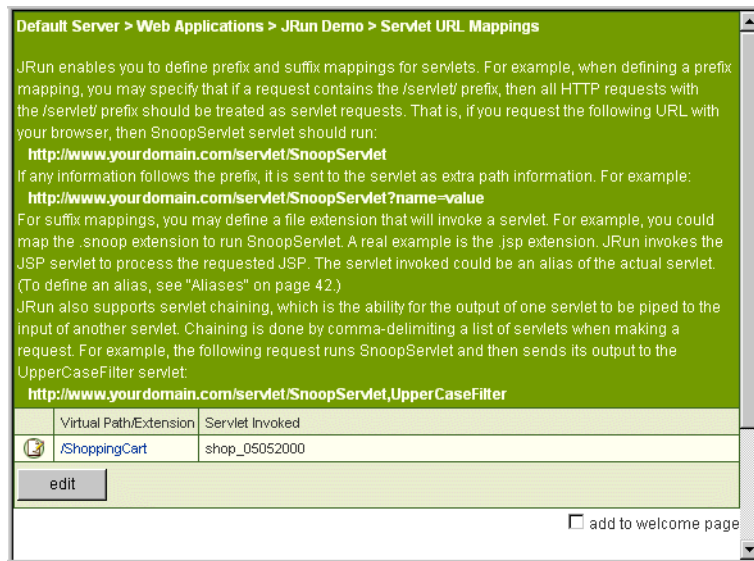 Default Server > Web Applications > JRun Demo > Servlet URL Mappings
JRun enables you to define prefix and suffix mappings for servlets. For example, when defining a prefix
mapping, you may specify that if a request contains the /servlet/ prefix, then all HTTP requests with
the /servlet/ prefix should be treated as servlet requests. That is, if you request the following URL with
your browser, then SnoopServlet servlet should run:
http://www.yourdomain.com/servlet/SnoopServlet
If any information follows the prefix, it is sent to the servlet as extra path information. For example:
http://www.yourdomain.com/servlet/SnoopServlet?name=value
For suffix mappings, you may define a file extension that will invoke a servlet. For example, you could
map the .snoop extension to run SnoopServlet. A real example is the .jsp extension. JRun invokes the
JSP servlet to process the requested JSP. The servlet invoked could be an alias of the actual servlet.
(To define an alias, see "Aliases" on page 42.)
JRun also supports servlet chaining, which is the ability for the output of one servlet to be piped to the
input of another servlet. Chaining is done by comma-delimiting a list of servlets when making a
request. For example, the following request runs SnoopServlet and then sends its output to the
UpperCaseFilter servlet:
http://www.yourdomain.com/servlet/SnoopServlet,UpperCaseFilter
Virtual Path/Extension Servlet Invoked
/ShoppingCart shop_05052000
edit
add to welcome page